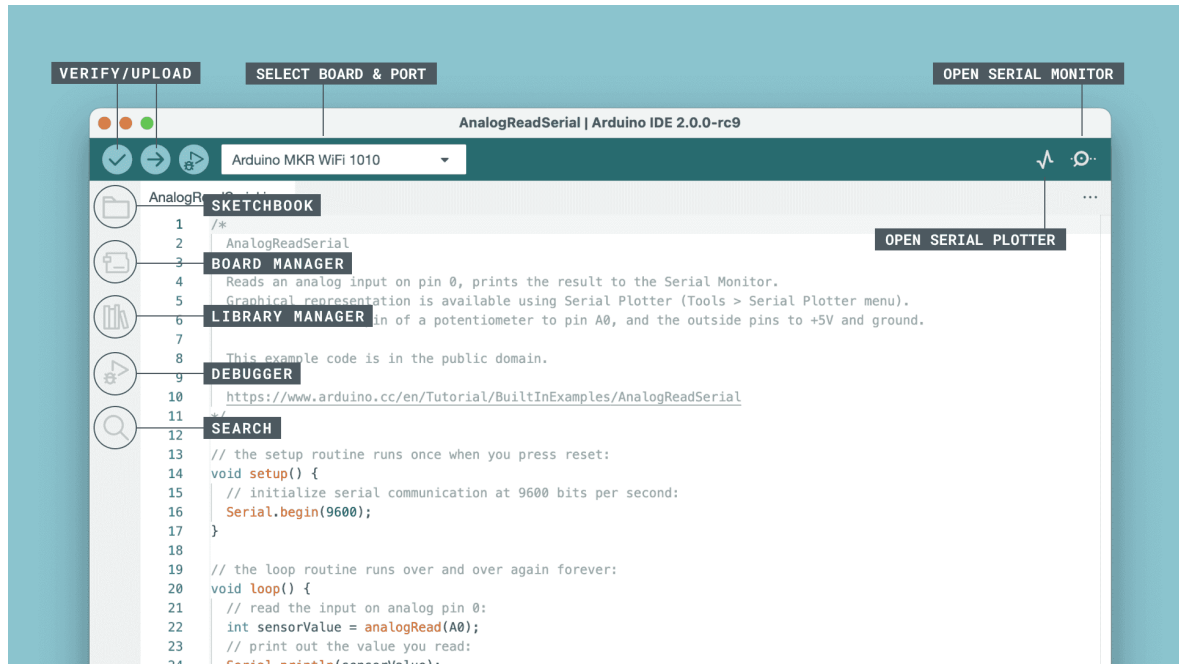 VERIFY/UPLOAD
SELECT BOARD & PORT
OPEN SERIAL MONITOR
AnalogReadSerial | Arduino IDE 2.0.0-rc9
Arduino MKR WiFi 1010
...
SKETCHBOOK
1 /*
OPEN SERIAL PLOTTER
2 AnalogReadSerial
3
BOARD MANAGER
4 Reads an analog input on pin 0, prints the result to the Serial Monitor.
5 Graphical representation is available using Serial Plotter (Tools > Serial Plotter menu).
LIBRARY MANAGER
6 of a potentiometer to pin A0, and the outside pins to +5V and ground.
7
8 This example code is in the public domain.
9
DEBUGGER
10 https://www.arduino.cc/en/Tutorial/BuiltInExamples/AnalogReadSerial
11 */
12
SEARCH
13 // the setup routine runs once when you press reset:
14 void setup() {
15 // initialize serial communication at 9600 bits per second:
16 Serial.begin(9600);
17 }
18
19 // the loop routine runs over and over again forever:
20 void loop() {
21 // read the input on analog pin 0:
22 int sensorValue = analogRead(A0);
23 // print out the value you read:
24 Serial.println(sensorValue);